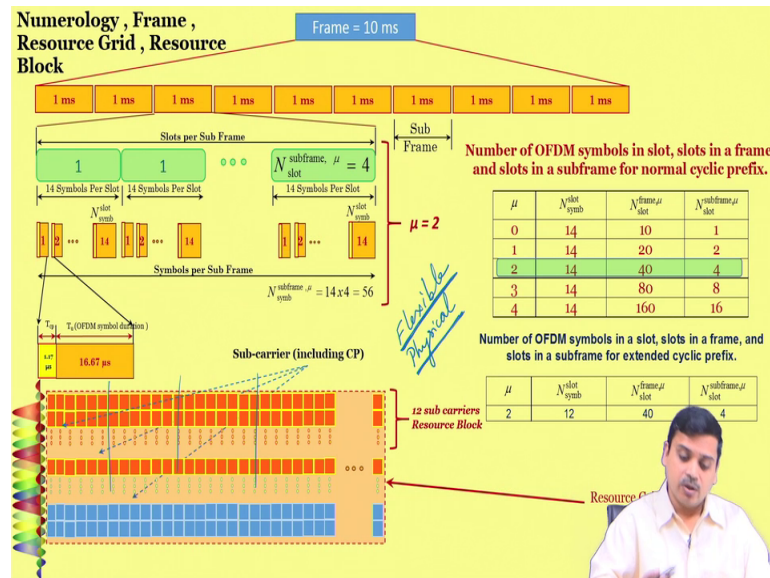 Numerology , Frame ,
Resource Grid , Resource
Block
Frame = 10 ms
1 ms 1 ms 1 ms 1 ms 1 ms 1 ms 1 ms 1 ms 1 ms 1 ms
Slots per Sub Frame
Sub
Frame
1 1 N slot subframe, μ = 4
14 Symbols Per Slot 14 Symbols Per Slot 14 Symbols Per Slot
N slot symb N slot symb
1 2 ... 14 1 2 ... 14 1 2 ... 14
μ = 2
Symbols per Sub Frame
N symb subframe, μ = 14x4 = 56
Flexible
Physical
Tcp Tu (OFDM symbol duration )
1.17
μs
16.67 μs
Sub-carrier (including CP)
12 sub carriers
Resource Block
Resource
Number of OFDM symbols in slot, slots in a frame
and slots in a subframe for normal cyclic prefix.
μ N slot symb N frame,μ slot N subframe,μ slot
0 14 10 1
1 14 20 2
2 14 40 4
3 14 80 8
4 14 160 16
Number of OFDM symbols in a slot, slots in a frame, and
slots in a subframe for extended cyclic prefix.
μ N slot symb N frame,μ slot N subframe,μ slot
2 12 40 4